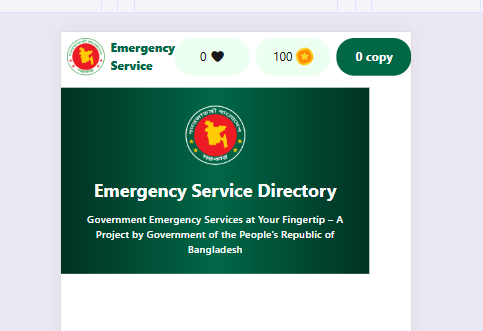 Emergency
Service
0
100
0 copy
Emergency Service Directory
Government Emergency Services at Your Fingertip – A
Project by Government of the People's Republic of
Bangladesh